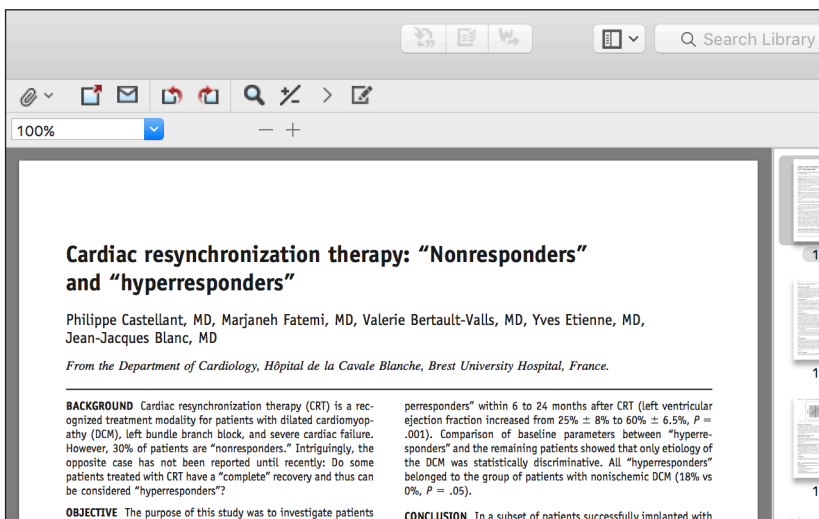 Search Library
100%
Cardiac resynchronization therapy: “Nonresponders”
and “hyperresponders”
Philippe Castellant, MD, Marjaneh Fatemi, MD, Valerie Bertault-Valls, MD, Yves Etienne, MD,
Jean-Jacques Blanc, MD
From the Department of Cardiology, Hôpital de la Cavale Blanche, Brest University Hospital, France.
BACKGROUND Cardiac resynchronization therapy (CRT) is a rec-
ognized treatment modality for patients with dilated cardiomyop-
athy (DCM), left bundle branch block, and severe cardiac failure.
However, 30% of patients are “nonresponders.” Intriguingly, the
opposite case has not been reported until recently: Do some
patients treated with CRT have a “complete” recovery and thus can
be considered “hyperresponders”?
OBJECTIVE The purpose of this study was to investigate patients
perresponders” within 6 to 24 months after CRT (left ventricular
ejection fraction increased from 25% ± 8% to 60% ± 6.5%, P =
.001). Comparison of baseline parameters between “hyperre-
sponders” and the remaining patients showed that only etiology of
the DCM was statistically discriminative. All “hyperresponders”
belonged to the group of patients with nonischemic DCM (18% vs
0%, P = .05).
CONCLUSION In a subset of patients successfully implanted with
1
1
1